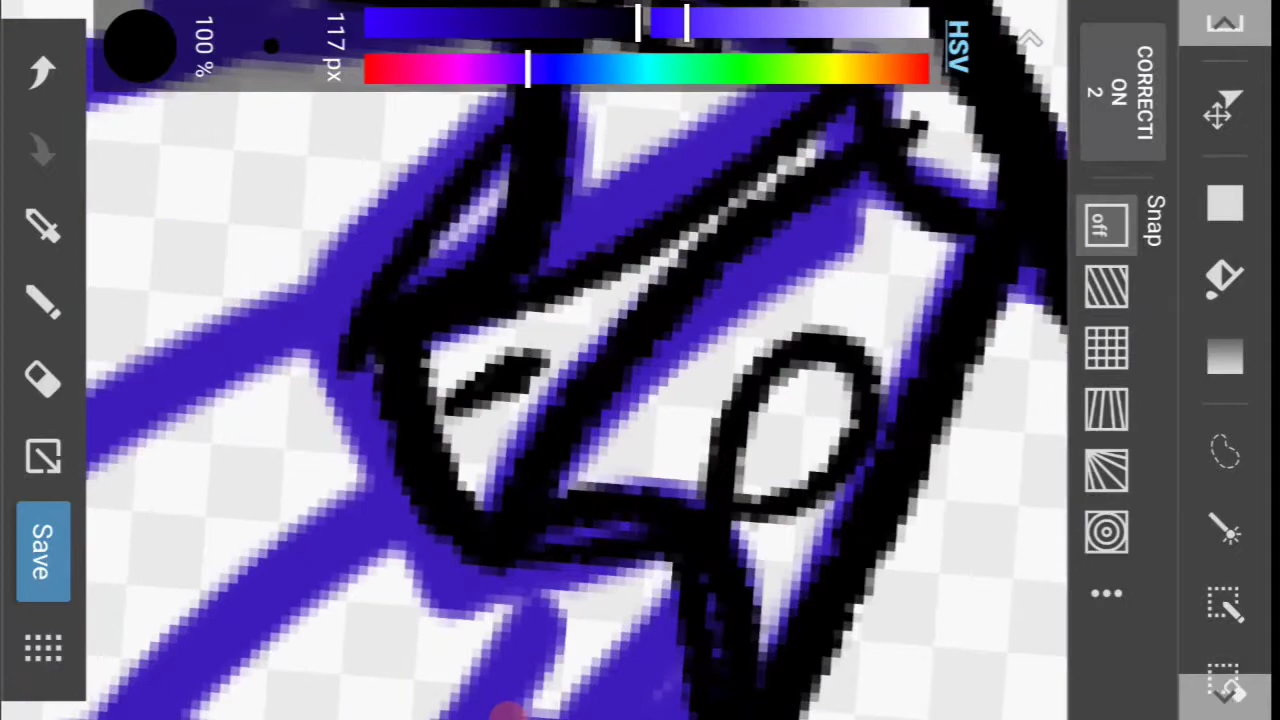 CORRECTI
ON
2
Snap
off
HSV
117 px
100 %
Save